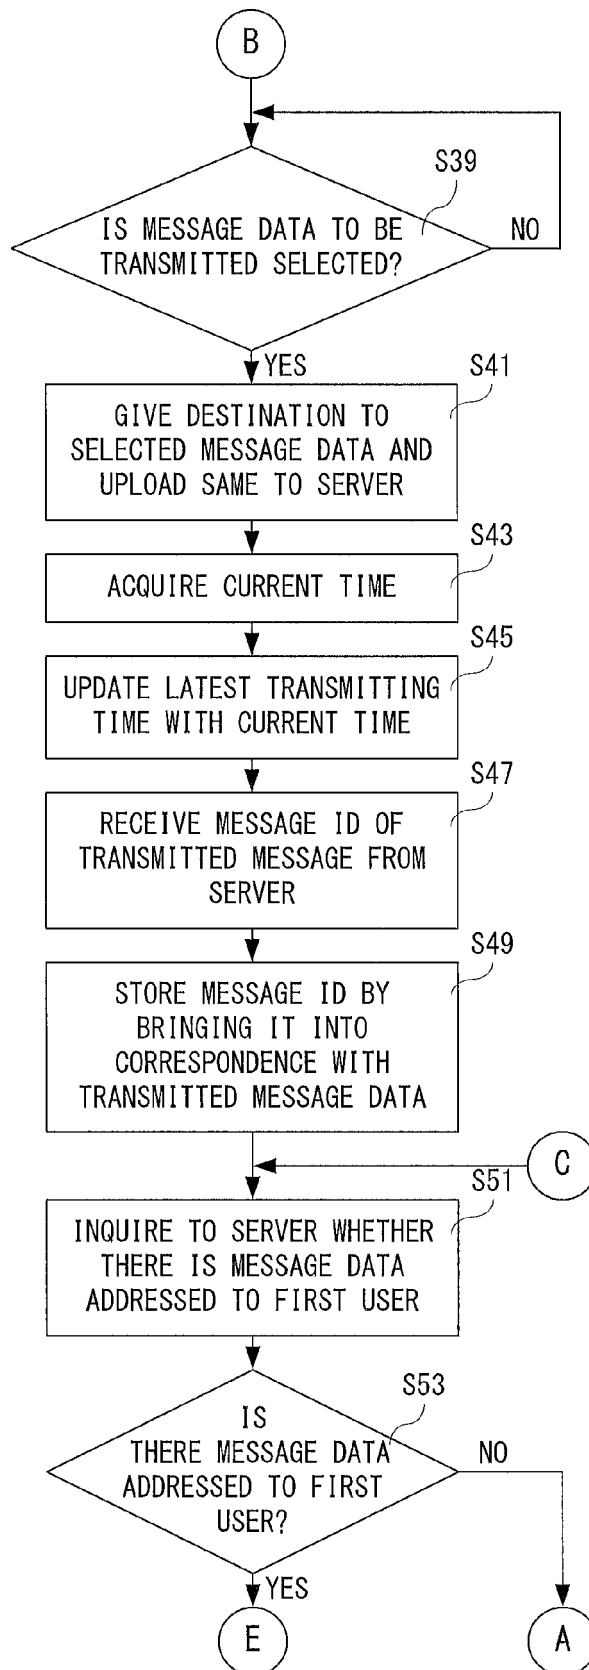 B
S39
IS MESSAGE DATA TO BE
TRANSMITTED SELECTED?
NO
YES
S41
GIVE DESTINATION TO
SELECTED MESSAGE DATA AND
UPLOAD SAME TO SERVER
S43
ACQUIRE CURRENT TIME
S45
UPDATE LATEST TRANSMITTING
TIME WITH CURRENT TIME
S47
RECEIVE MESSAGE ID OF
TRANSMITTED MESSAGE FROM
SERVER
S49
STORE MESSAGE ID BY
BRINGING IT INTO
CORRESPONDENCE WITH
TRANSMITTED MESSAGE DATA
C
S51
INQUIRE TO SERVER WHETHER
THERE IS MESSAGE DATA
ADDRESSED TO FIRST USER
S53
IS
THERE MESSAGE DATA
ADDRESSED TO FIRST
USER?
NO
YES
E
A